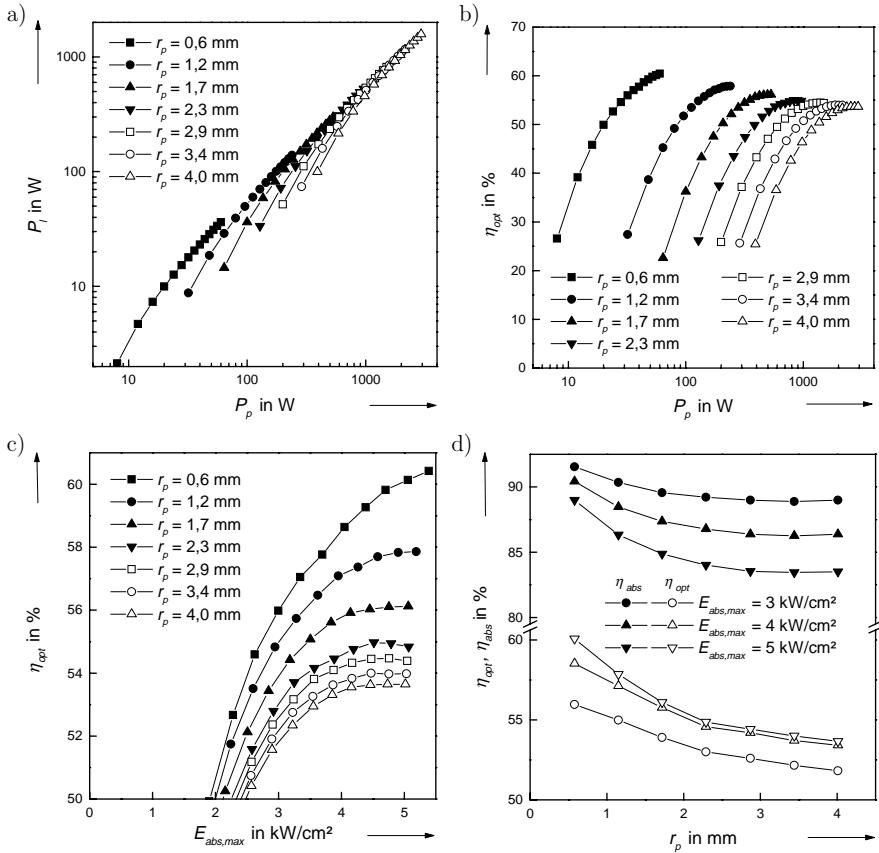 a)
1000
100
10
P_l in W
10
100
1000
P_p in W
r_p = 0,6 mm
r_p = 1,2 mm
r_p = 1,7 mm
r_p = 2,3 mm
r_p = 2,9 mm
r_p = 3,4 mm
r_p = 4,0 mm
b)
70
60
50
40
30
20
10
0
η_opt in %
10
100
1000
P_p in W
r_p = 0,6 mm
r_p = 1,2 mm
r_p = 1,7 mm
r_p = 2,3 mm
r_p = 2,9 mm
r_p = 3,4 mm
r_p = 4,0 mm
c)
60
58
56
54
52
50
η_opt in %
0
1
2
3
4
5
E_abs,max in kW/cm²
r_p = 0,6 mm
r_p = 1,2 mm
r_p = 1,7 mm
r_p = 2,3 mm
r_p = 2,9 mm
r_p = 3,4 mm
r_p = 4,0 mm
d)
90
85
80
60
55
50
η_opt, η_abs in %
0
1
2
3
4
r_p in mm
η_abs η_opt
E_abs,max = 3 kW/cm²
E_abs,max = 4 kW/cm²
E_abs,max = 5 kW/cm²